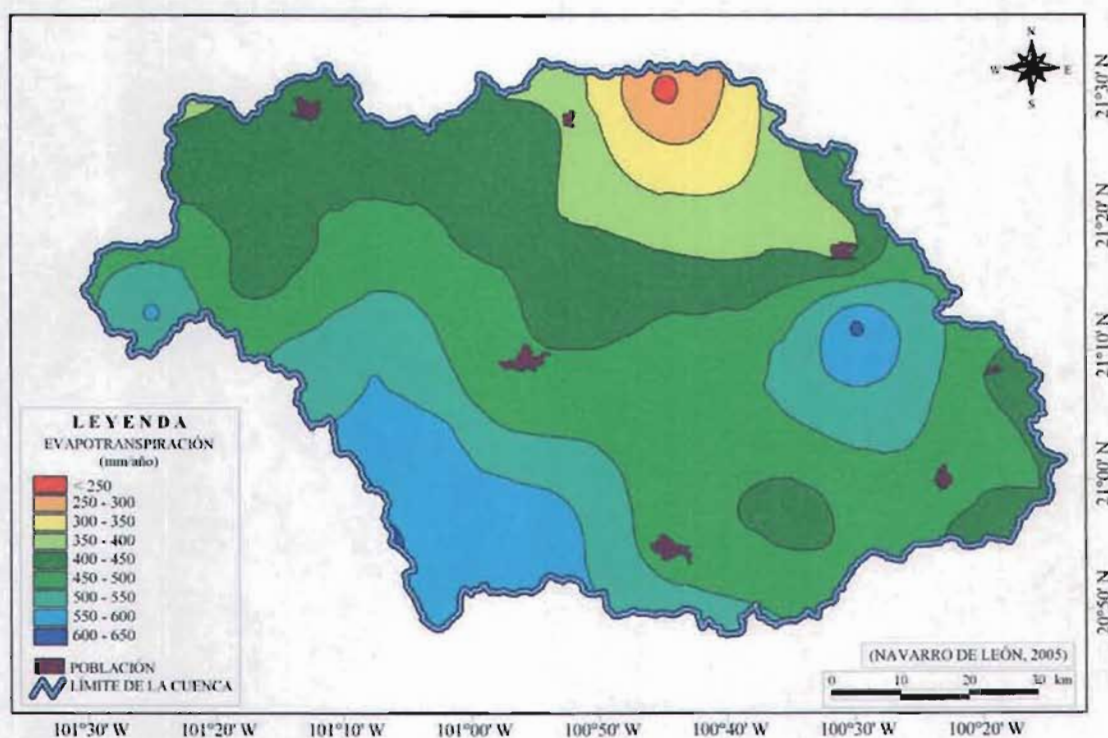 N
W E
S
21°30' N
21°20' N
21°10' N
21°00' N
20°50' N
LEYENDA
EVAPOTRANSPIRACIÓN
(mm/año)
< 250
250 - 300
300 - 350
350 - 400
400 - 450
450 - 500
500 - 550
550 - 600
600 - 650
POBLACIÓN
LÍMITE DE LA CUENCA
(NAVARRO DE LEÓN, 2005)
0 10 20 30 km
101°30' W 101°20' W 101°10' W 101°00' W 100°50' W 100°40' W 100°30' W 100°20' W